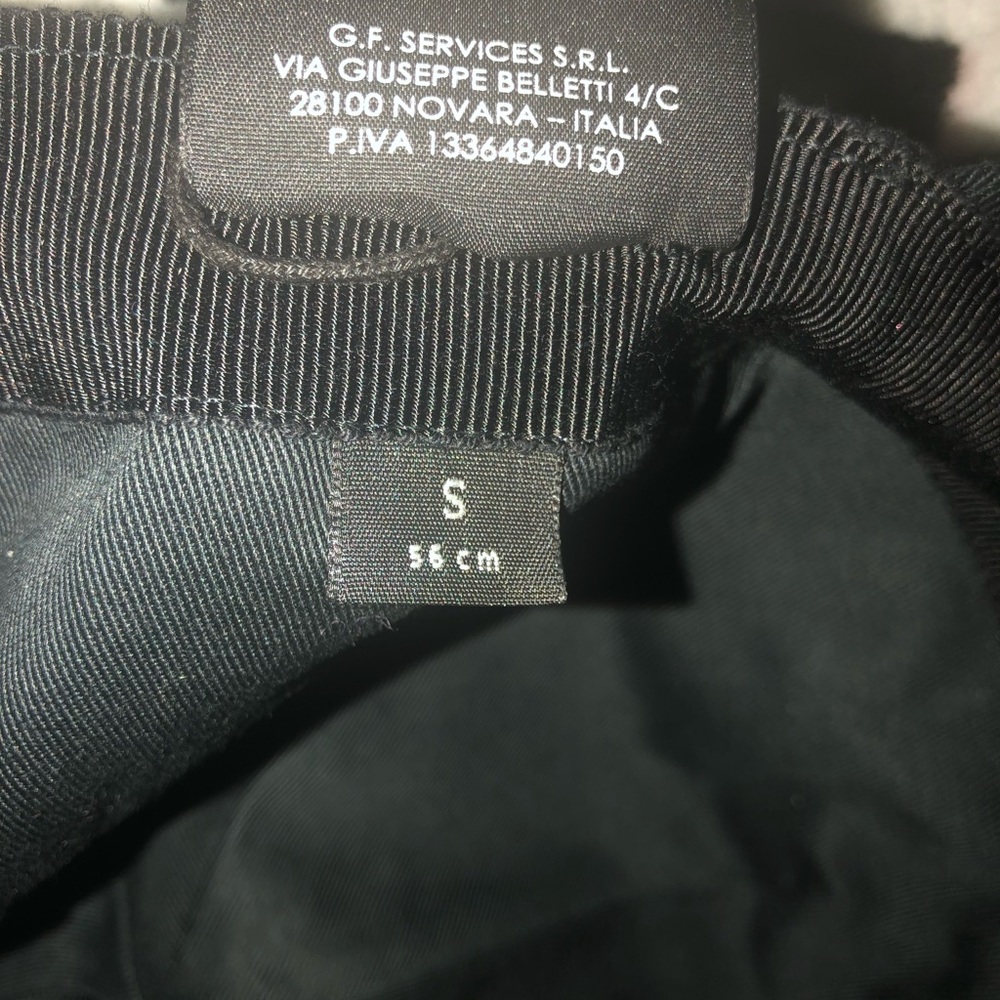 G.F. SERVICES S.R.L.
VIA GIUSEPPE BELLETTI 4/C
28100 NOVARA – ITALIA
P.IVA 13364840150
S
56 cm